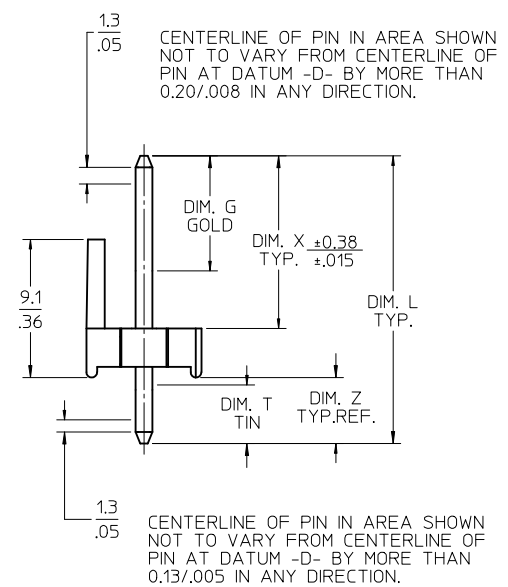 1.3
.05
CENTERLINE OF PIN IN AREA SHOWN
NOT TO VARY FROM CENTERLINE OF
PIN AT DATUM -D- BY MORE THAN
0.20/.008 IN ANY DIRECTION.
DIM. G
GOLD
DIM. X ±0.38
TYP. ±.015
9.1
.36
DIM. L
TYP.
DIM. T
TIN
DIM. Z
TYP.REF.
1.3
.05
CENTERLINE OF PIN IN AREA SHOWN
NOT TO VARY FROM CENTERLINE OF
PIN AT DATUM -D- BY MORE THAN
0.13/.005 IN ANY DIRECTION.